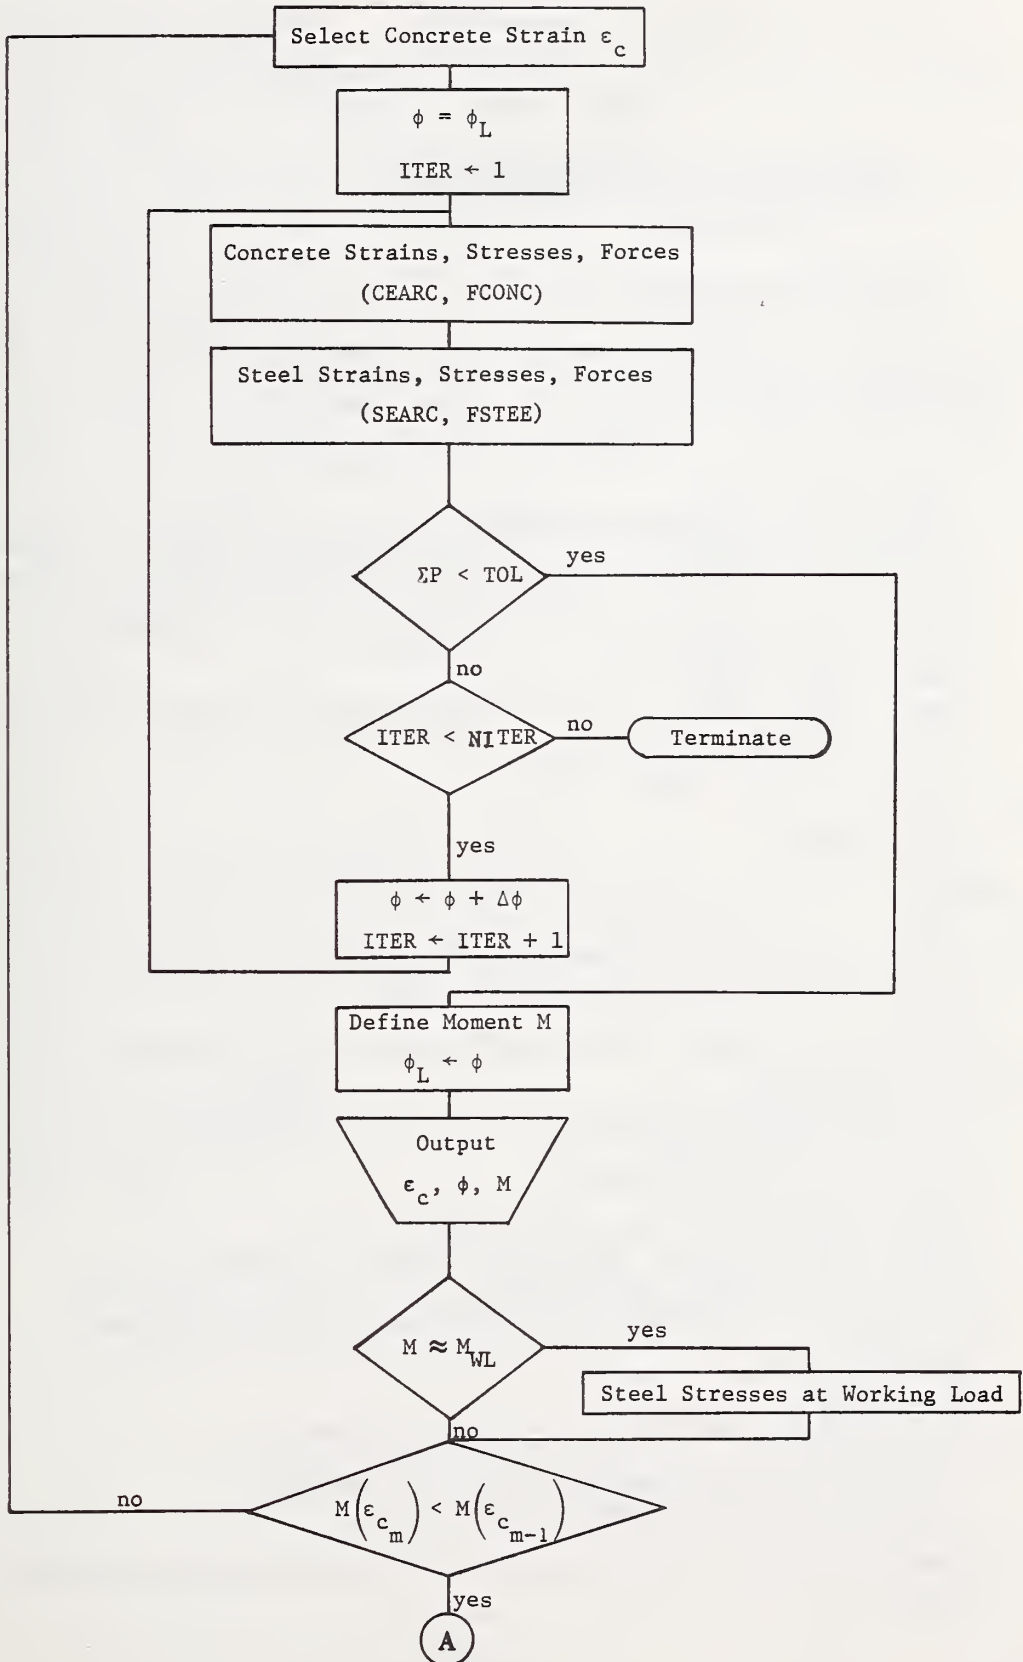 Select Concrete Strain ε_c
ϕ = ϕ_L
ITER ← 1
Concrete Strains, Stresses, Forces
(CEARC, FCONC)
Steel Strains, Stresses, Forces
(SEARC, FSTEE)
ΣP < TOL
yes
no
ITER < NITER
no
Terminate
yes
ϕ ← ϕ + Δϕ
ITER ← ITER + 1
Define Moment M
ϕ_L ← ϕ
Output
ε_c, ϕ, M
M ≈ M_WL
yes
Steel Stresses at Working Load
no
no
M(ε_c_m) < M(ε_c_m-1)
yes
A